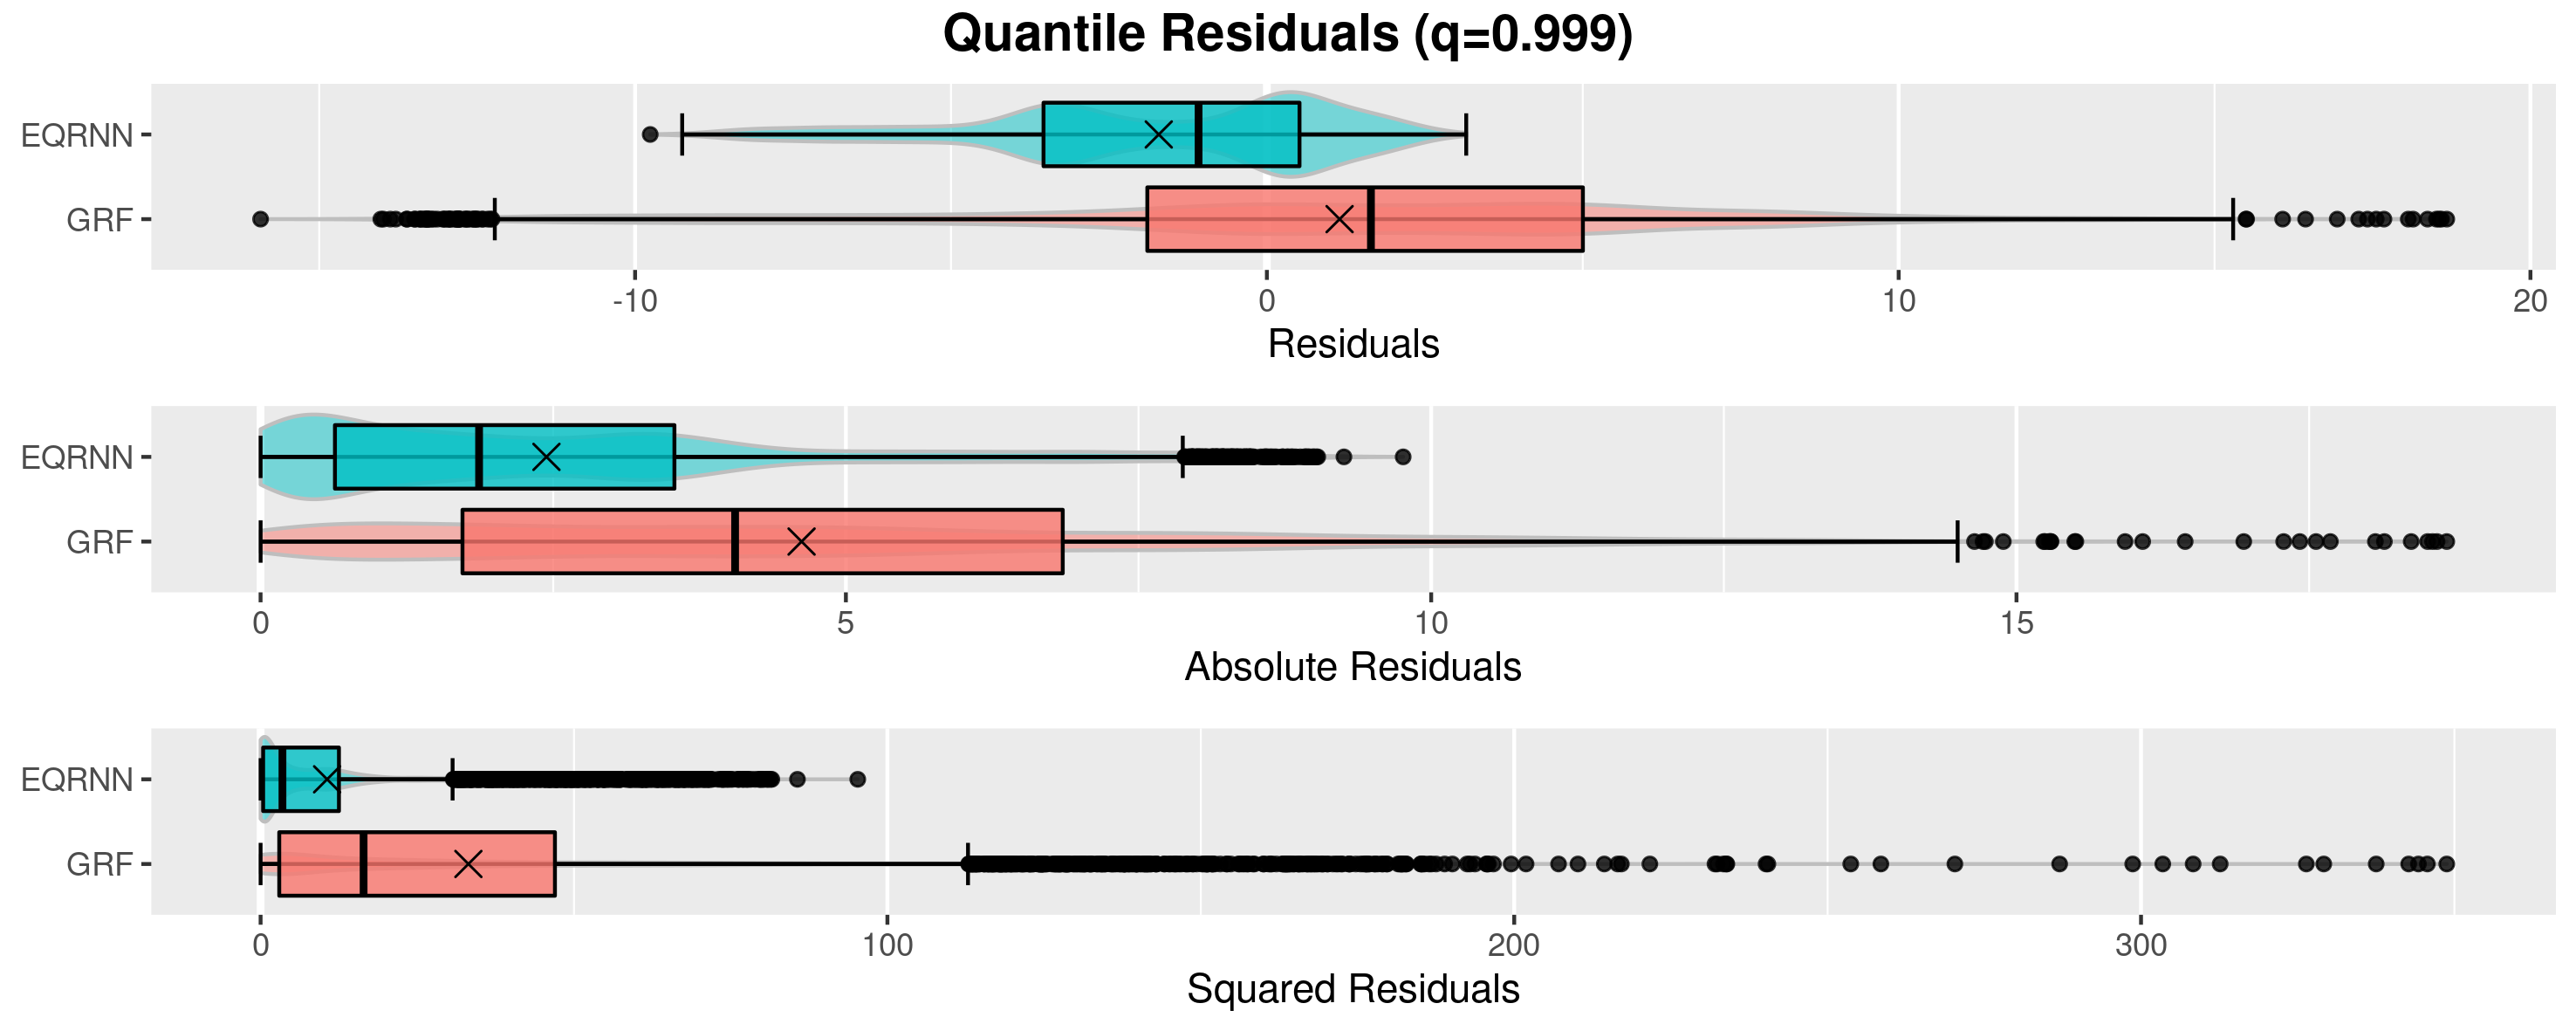 Quantile Residuals (q=0.999)
EQRNN
GRF
-10 0 10 20
Residuals
EQRNN
GRF
0 5 10 15
Absolute Residuals
EQRNN
GRF
0 100 200 300
Squared Residuals